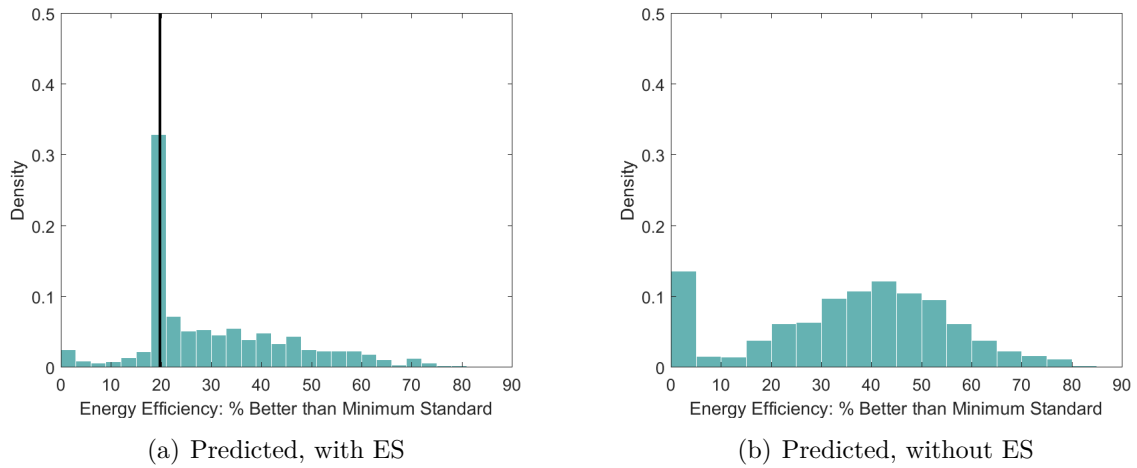 0.5
0.4
0.3
0.2
0.1
0
Density
0 10 20 30 40 50 60 70 80 90
Energy Efficiency: % Better than Minimum Standard
(a) Predicted, with ES
0.5
0.4
0.3
0.2
0.1
0
Density
0 10 20 30 40 50 60 70 80 90
Energy Efficiency: % Better than Minimum Standard
(b) Predicted, without ES